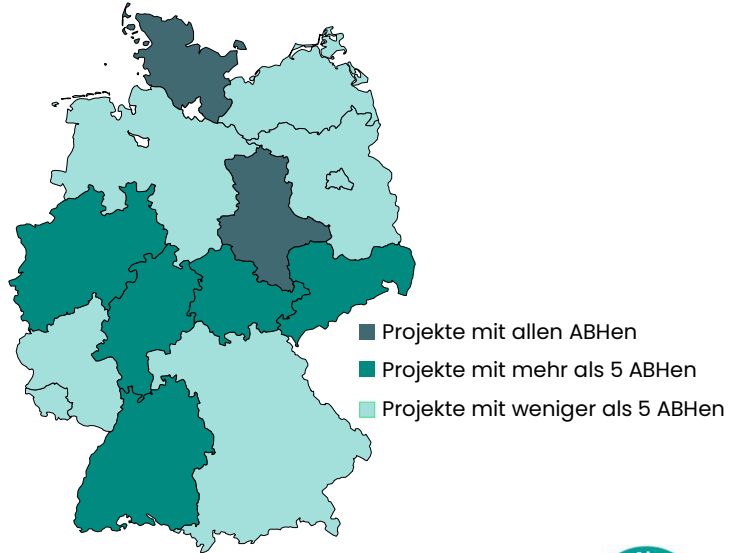 Projekte mit allen ABHen
Projekte mit mehr als 5 ABHen
Projekte mit weniger als 5 ABHen